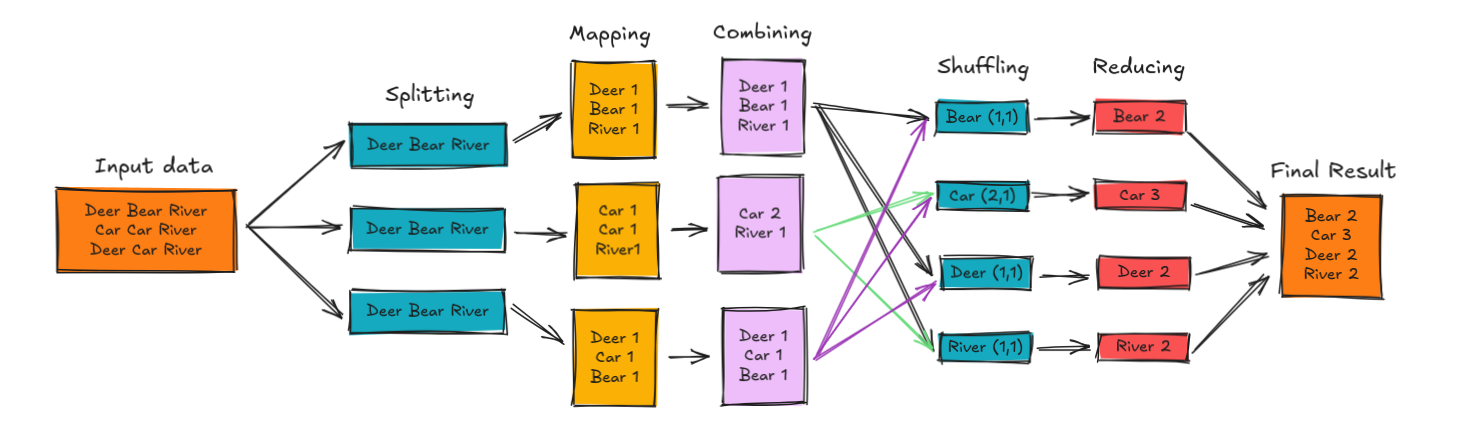 Input data
Deer Bear River
Car Car River
Deer Car River
Splitting
Deer Bear River
Deer Bear River
Deer Bear River
Mapping
Deer 1
Bear 1
River 1
Car 1
Car 1
River1
Deer 1
Car 1
Bear 1
Combining
Deer 1
Bear 1
River 1
Car 2
River 1
Deer 1
Car 1
Bear 1
Shuffling
Bear (1,1)
Car (2,1)
Deer (1,1)
River (1,1)
Reducing
Bear 2
Car 3
Deer 2
River 2
Final Result
Bear 2
Car 3
Deer 2
River 2